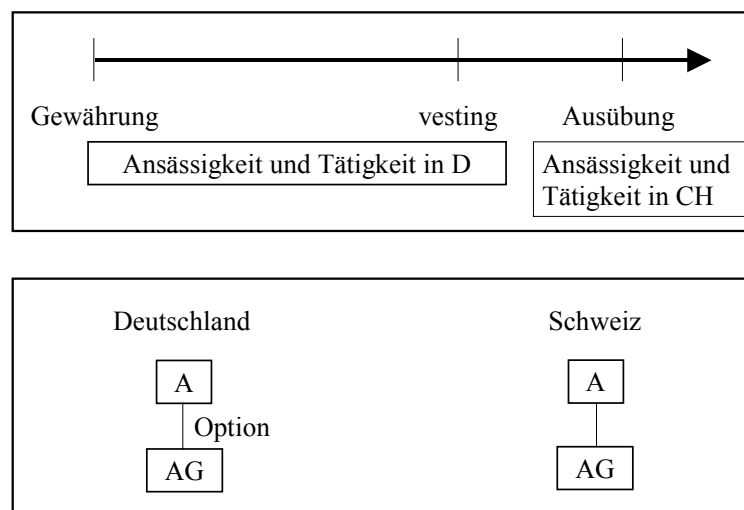 Gewährung vesting Ausübung
Ansässigkeit und Tätigkeit in D
Ansässigkeit und
Tätigkeit in CH
Deutschland Schweiz
A A
Option
AG AG